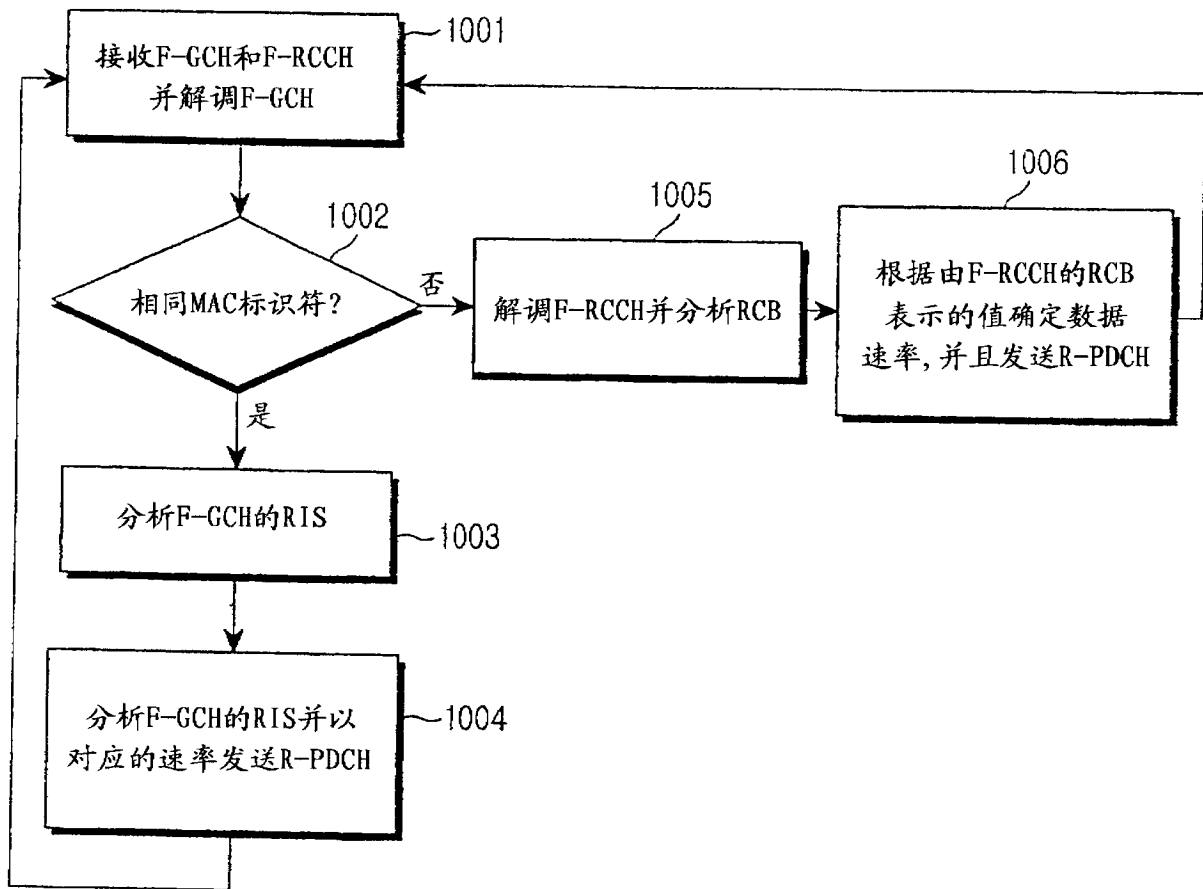 接收F-GCH和F-RCCH
并解调F-GCH
1001
相同MAC标识符?
1002
否
是
解调F-RCCH并分析RCB
1005
根据由F-RCCH的RCB
表示的值确定数据
速率,并且发送R-PDCH
1006
分析F-GCH的RIS
1003
分析F-GCH的RIS并以
对应的速率发送R-PDCH
1004